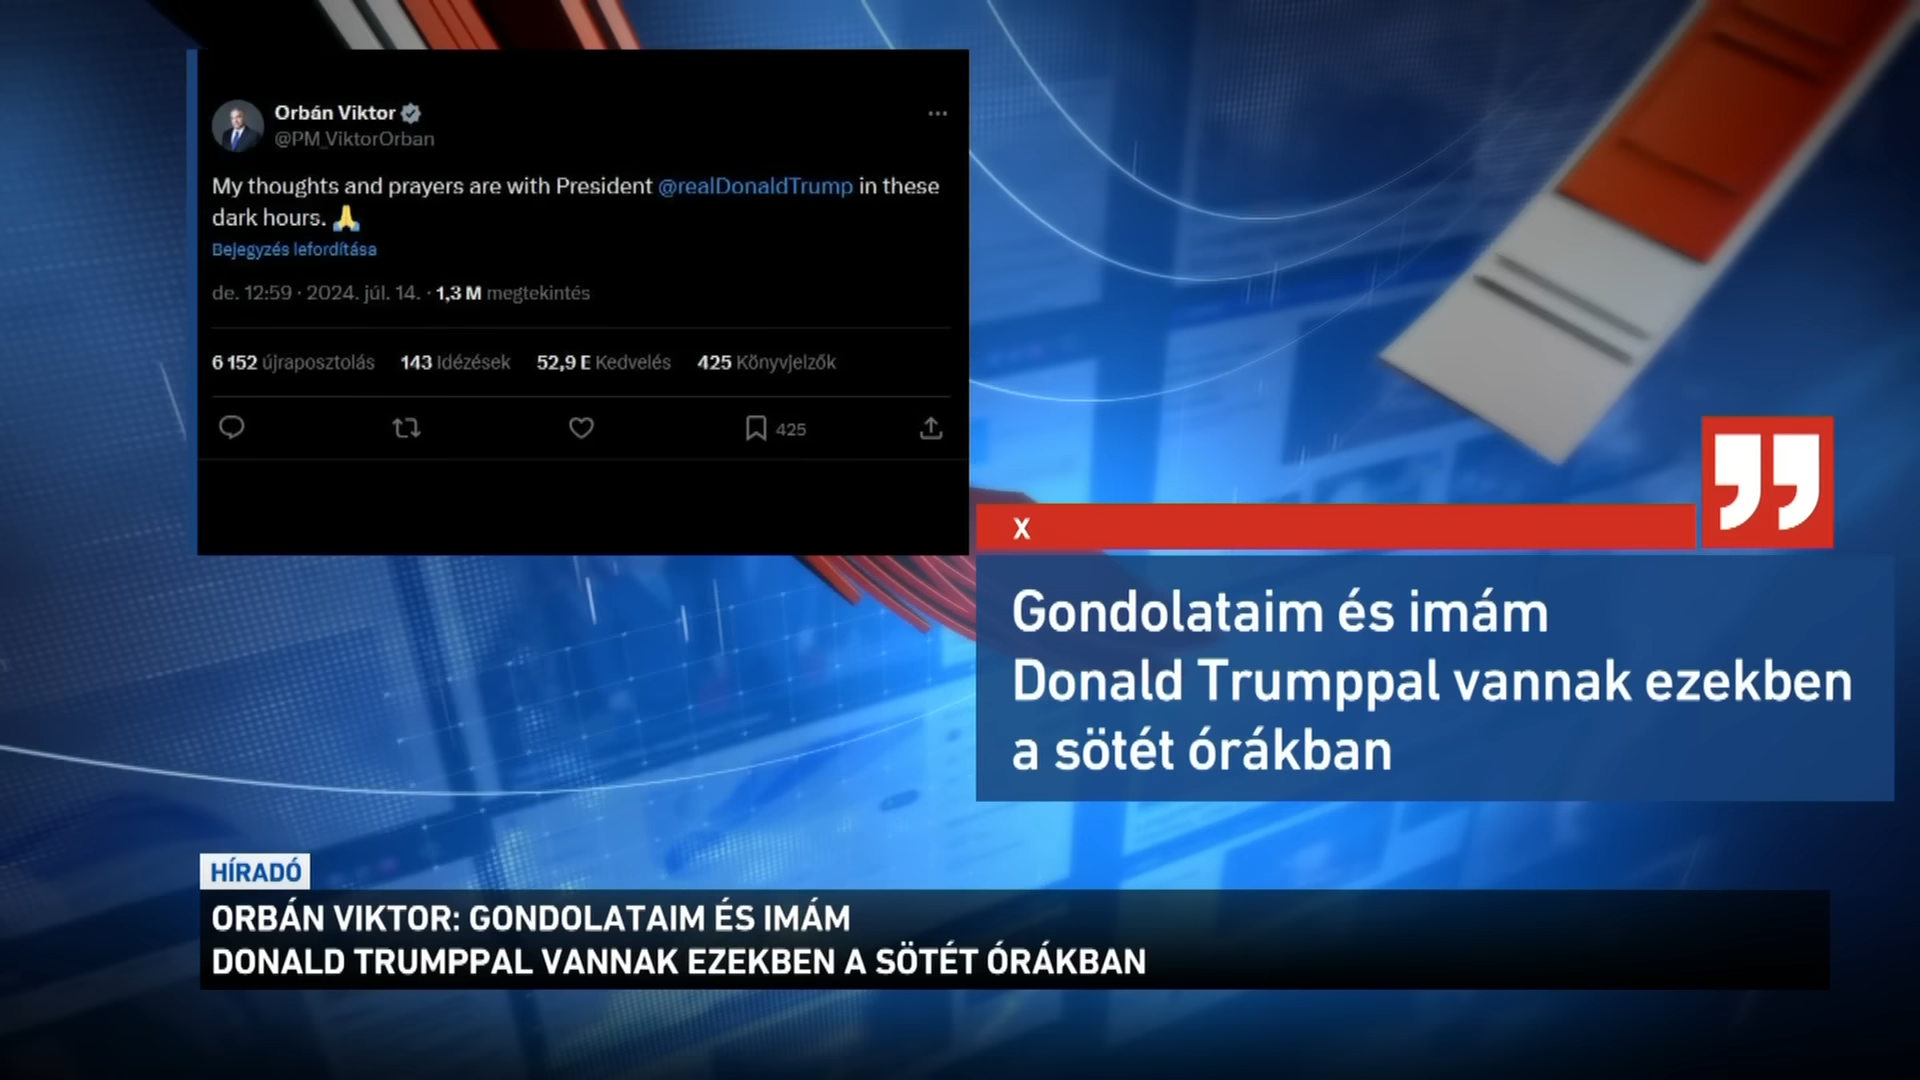 Orbán Viktor
@PM_ViktorOrban
My thoughts and prayers are with President @realDonaldTrump in these
dark hours. 🙏
Bejegyzés lefordítása
de. 12:59 · 2024. júl. 14. · 1,3 M megtekintés
6 152 újraposztolás 143 Idézések 52,9 E Kedvelés 425 Könyvjelzők
425
X
Gondolataim és imám
Donald Trumppal vannak ezekben
a sötét órákban
HÍRADÓ
ORBÁN VIKTOR: GONDOLATAIM ÉS IMÁM
DONALD TRUMPPAL VANNAK EZEKBEN A SÖTÉT ÓRÁKBAN